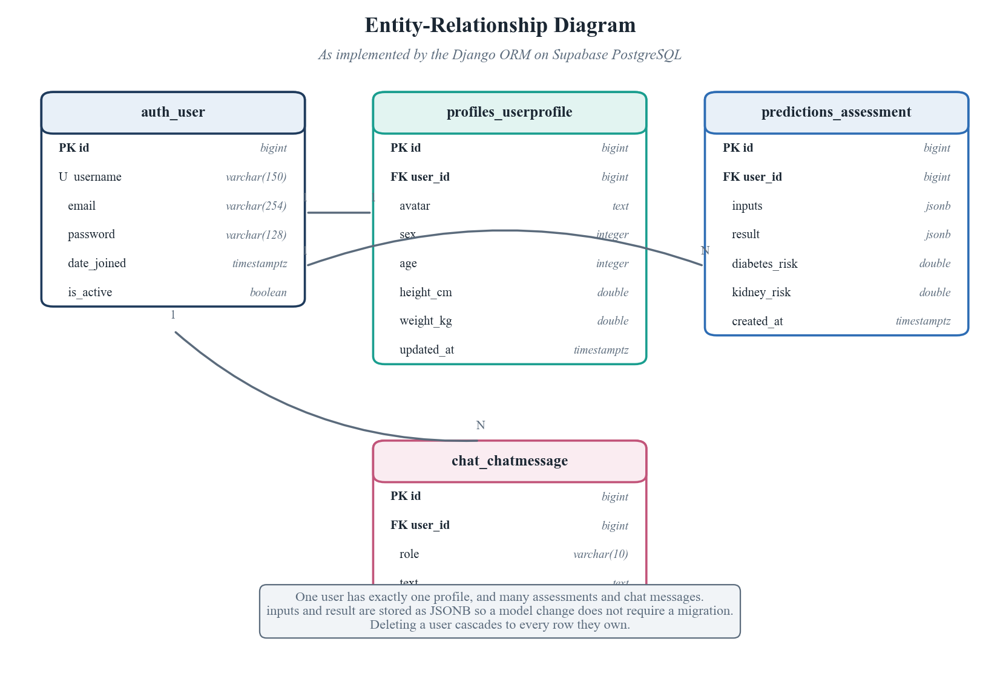 Entity-Relationship Diagram
As implemented by the Django ORM on Supabase PostgreSQL
auth_user
PK id bigint
U username varchar(150)
email varchar(254)
password varchar(128)
date_joined timestamptz
is_active boolean
profiles_userprofile
PK id bigint
FK user_id bigint
avatar text
sex integer
age integer
height_cm double
weight_kg double
updated_at timestamptz
predictions_assessment
PK id bigint
FK user_id bigint
inputs jsonb
result jsonb
diabetes_risk double
kidney_risk double
created_at timestamptz
1
1
1
N
1
N
chat_chatmessage
PK id bigint
FK user_id bigint
role varchar(10)
text text
One user has exactly one profile, and many assessments and chat messages.
inputs and result are stored as JSONB so a model change does not require a migration.
Deleting a user cascades to every row they own.